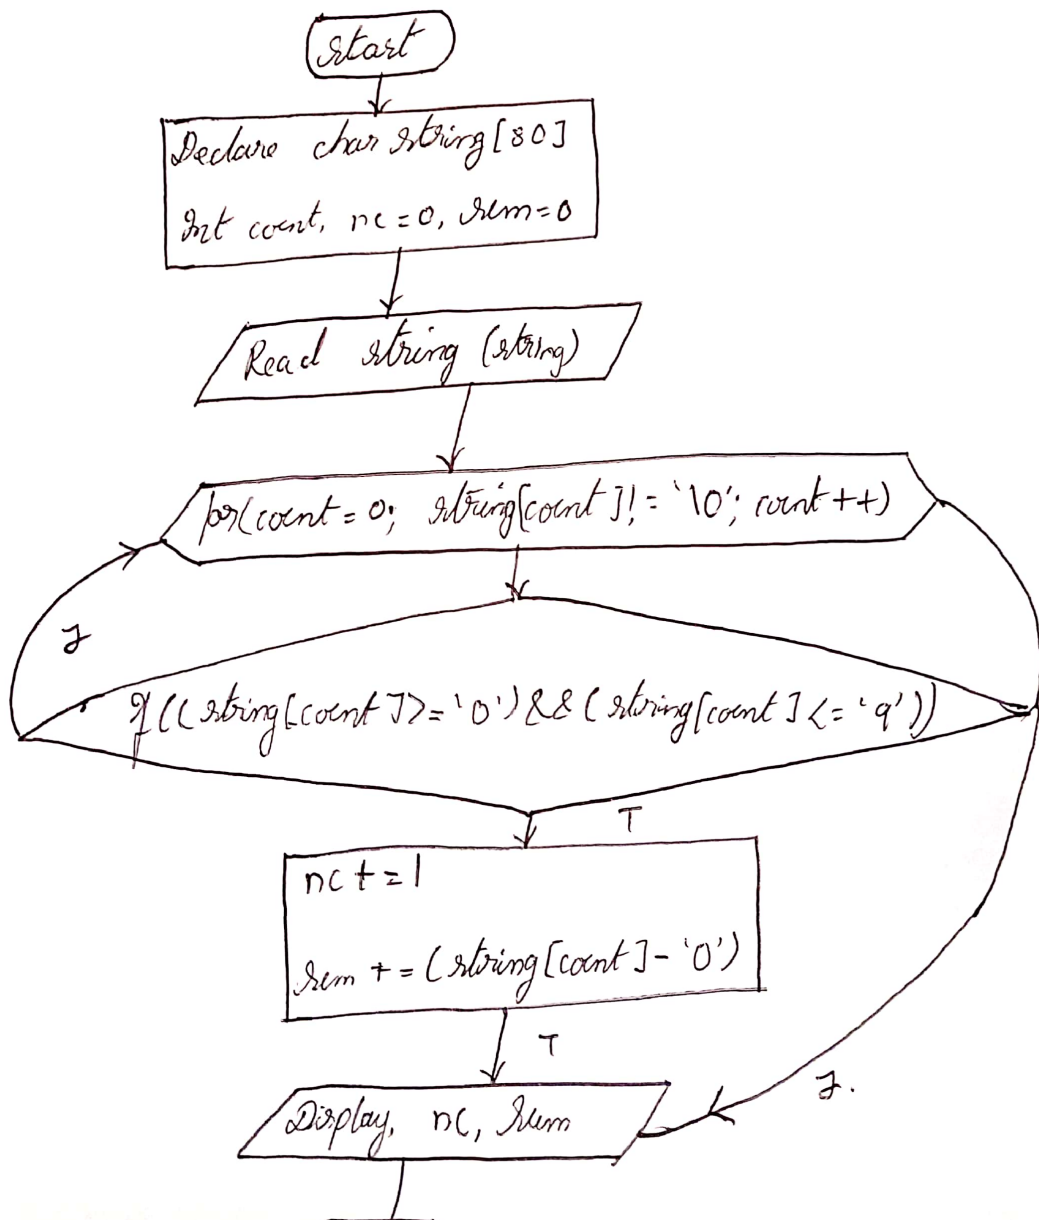 start
Declare char string[80]
Int count, nc=0, sum=0
Read string (string)
for(count=0; string[count]!='\0'; count++)
F
if((string[count]>='0')&&(string[count]<='9'))
T
nc+=1
sum+=(string[count]-'0')
T
F.
Display, nc, sum